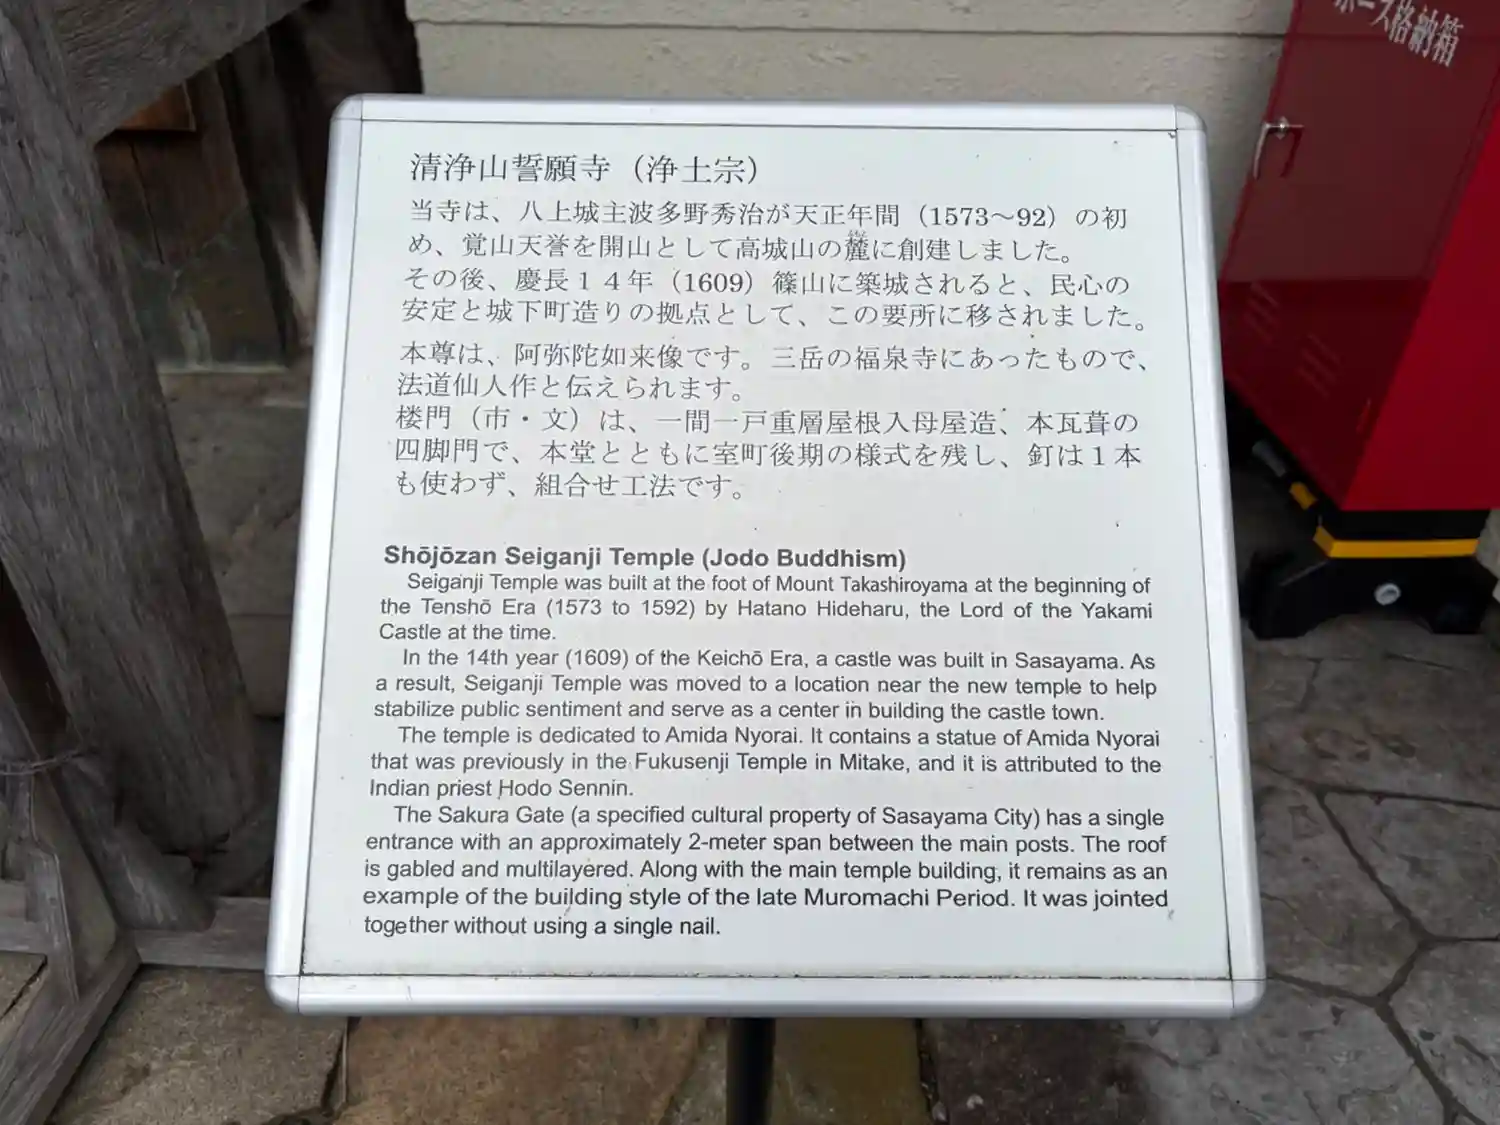 ホース格納箱
清浄山誓願寺（浄土宗）
当寺は、八上城主波多野秀治が天正年間（1573～92）の初
め、覚山天誉を開山として高城山の麓に創建しました。
その後、慶長１４年（1609）篠山に築城されると、民心の
安定と城下町造りの拠点として、この要所に移されました。
本尊は、阿弥陀如来像です。三岳の福泉寺にあったもので、
法道仙人作と伝えられます。
楼門（市・文）は、一間一戸重層屋根入母屋造、本瓦葺の
四脚門で、本堂とともに室町後期の様式を残し、釘は１本
も使わず、組合せ工法です。
Shōjōzan Seiganji Temple (Jodo Buddhism)
Seiganji Temple was built at the foot of Mount Takashiroyama at the beginning of
the Tenshō Era (1573 to 1592) by Hatano Hideharu, the Lord of the Yakami
Castle at the time.
In the 14th year (1609) of the Keichō Era, a castle was built in Sasayama. As
a result, Seiganji Temple was moved to a location near the new temple to help
stabilize public sentiment and serve as a center in building the castle town.
The temple is dedicated to Amida Nyorai. It contains a statue of Amida Nyorai
that was previously in the Fukusenji Temple in Mitake, and it is attributed to the
Indian priest Hodo Sennin.
The Sakura Gate (a specified cultural property of Sasayama City) has a single
entrance with an approximately 2-meter span between the main posts. The roof
is gabled and multilayered. Along with the main temple building, it remains as an
example of the building style of the late Muromachi Period. It was jointed
together without using a single nail.